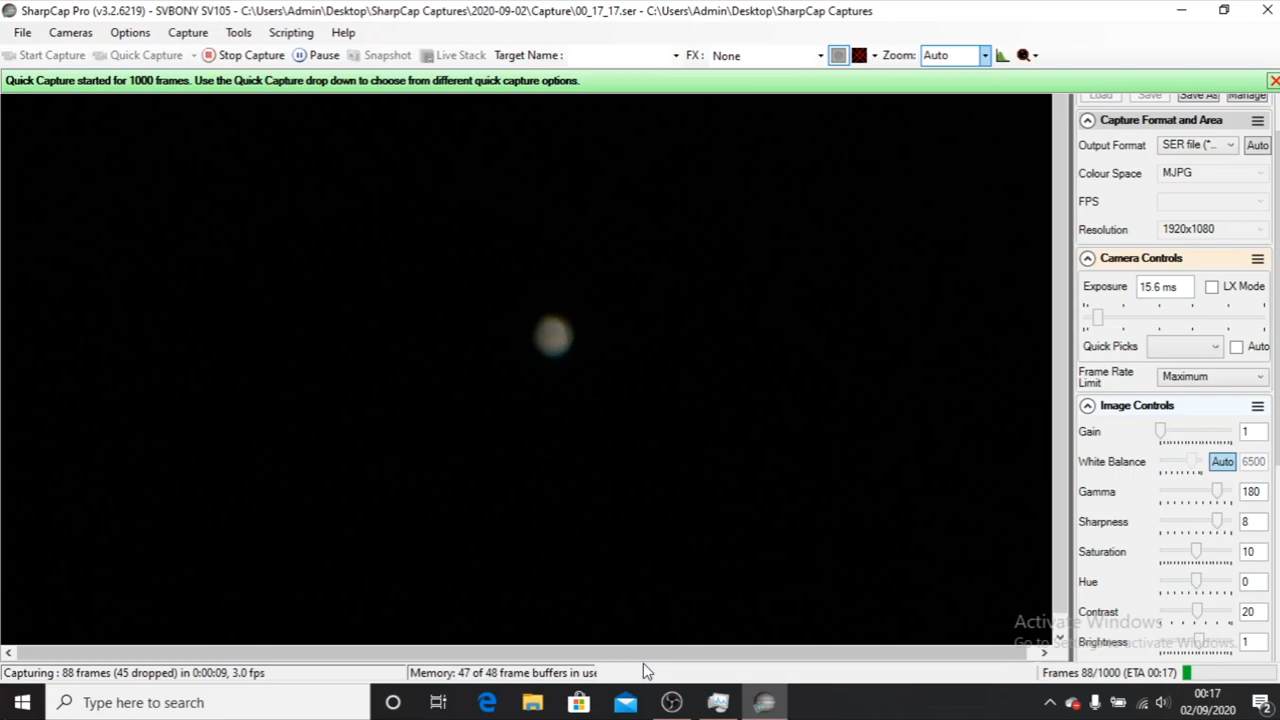 SharpCap Pro (v3.2.6219) - SVBONY SV105 - C:\Users\Admin\Desktop\SharpCap Captures\2020-09-02\Capture\00_17_17.ser - C:\Users\Admin\Desktop\SharpCap Captures
File Cameras Options Capture Tools Scripting Help
Start Capture Quick Capture Stop Capture Pause Snapshot Live Stack Target Name : FX : None Zoom: Auto
Quick Capture started for 1000 frames. Use the Quick Capture drop down to choose from different quick capture options.
Load Save Save As Manage
Capture Format and Area
Output Format SER file (*... Auto
Colour Space MJPG
FPS
Resolution 1920x1080
Camera Controls
Exposure 15.6 ms LX Mode
Quick Picks Auto
Frame Rate Limit Maximum
Image Controls
Gain 1
White Balance Auto 6500
Gamma 180
Sharpness 8
Saturation 10
Hue 0
Contrast 20
Activate Windows
Go to Settings to activate Windows.
Brightness 1
Capturing : 88 frames (45 dropped) in 0:00:09, 3.0 fps Memory: 47 of 48 frame buffers in use Frames 88/1000 (ETA 00:17)
Type here to search
00:17
02/09/2020
2